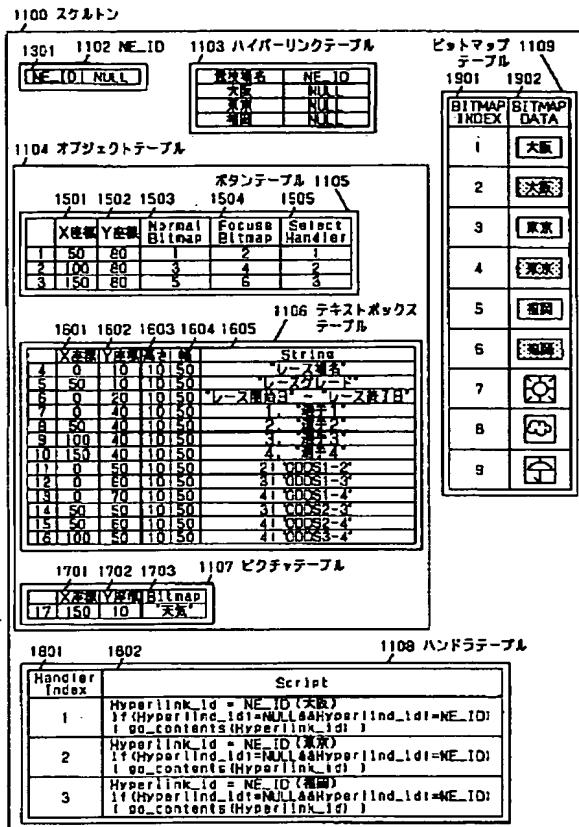 1100 スケルトン
1301
1102 NE_ID
NE_ID NULL
1103 ハイパーリンクテーブル
競技場名 NE_ID
大阪 NULL
東京 NULL
福岡 NULL
ビットマップ 1109
テーブル
1901 1902
BITMAP INDEX BITMAP DATA
1 大阪
2 大阪
3 東京
4 東京
5 福岡
6 福岡
7
8
9
1104 オブジェクトテーブル
ボタンテーブル 1105
1501 1502 1503 1504 1505
X座標 Y座標 Normal Bitmap Focuse Bitmap Select Handler
1 50 80 1 2 1
2 100 80 3 4 2
3 150 80 5 6 3
1106 テキストボックス
テーブル
1601 1602 1603 1604 1605
X座標 Y座標 高さ 幅 String
4 0 10 10 50 "レース場名"
5 50 10 10 50 "レースグレード"
6 0 20 10 50 "レース開始日" ~ "レース終了日"
7 0 40 10 50 1, "選手1"
8 50 40 10 50 2, "選手2"
9 100 40 10 50 3, "選手3"
10 150 40 10 50 4, "選手4"
11 0 50 10 50 2| "ODDS1-2"
12 0 60 10 50 3| "ODDS1-3"
13 0 70 10 50 4| "ODDS1-4"
14 50 50 10 50 3| "ODDS2-3"
15 50 60 10 50 4| "ODDS2-4"
16 100 50 10 50 4| "ODDS3-4"
1701 1702 1703 1107 ピクチャテーブル
X座標 Y座標 Bitmap
17 150 10 "天気"
1801 1802 1108 ハンドラテーブル
Handler Index Script
1 Hyperlink_id = NE_ID(大阪)
if(Hyperlind_id!=NULL&&Hyperlind_id!=NE_ID)
{ go_contents(Hyperlink_id) }
2 Hyperlink_id = NE_ID(東京)
if(Hyperlind_id!=NULL&&Hyperlind_id!=NE_ID)
{ go_contents(Hyperlink_id) }
3 Hyperlink_id = NE_ID(福岡)
if(Hyperlind_id!=NULL&&Hyperlind_id!=NE_ID)
{ go_contents(Hyperlink_id) }